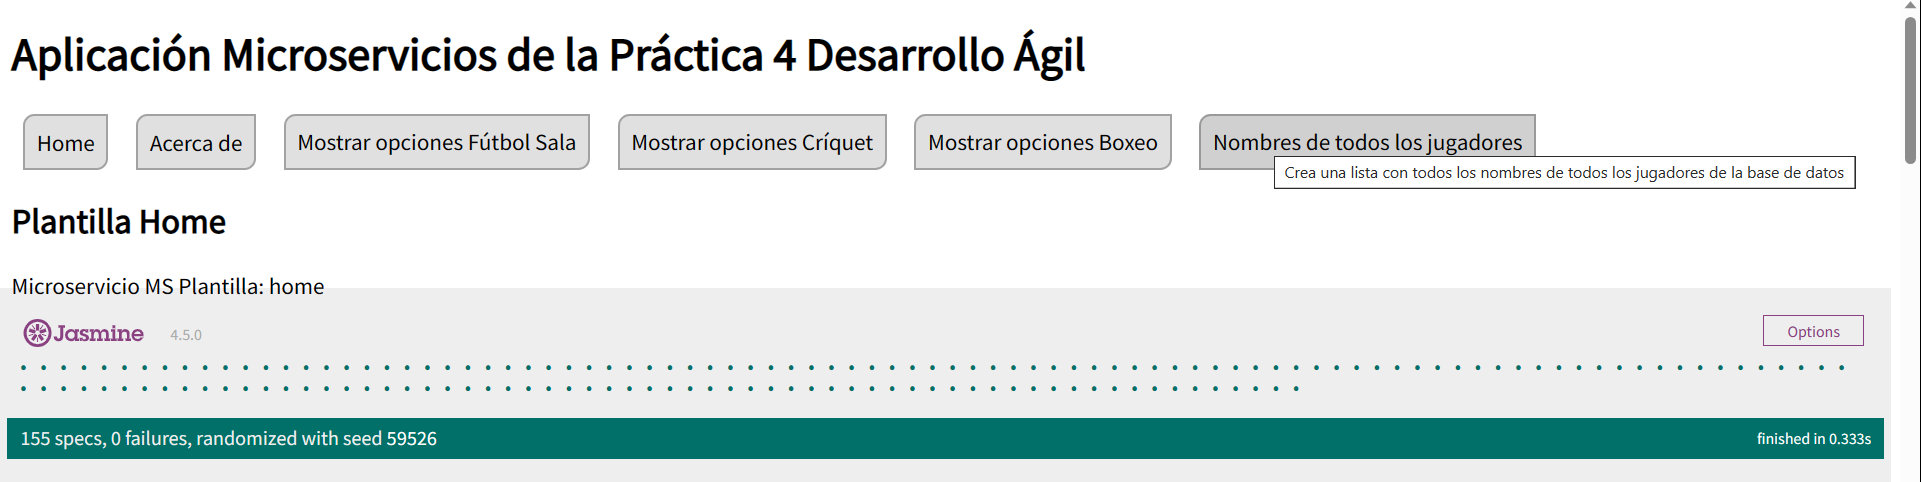 Aplicación Microservicios de la Práctica 4 Desarrollo Ágil
Home
Acerca de
Mostrar opciones Fútbol Sala
Mostrar opciones Críquet
Mostrar opciones Boxeo
Nombres de todos los jugadores
Crea una lista con todos los nombres de todos los jugadores de la base de datos
Plantilla Home
Microservicio MS Plantilla: home
Jasmine 4.5.0
Options
155 specs, 0 failures, randomized with seed 59526
finished in 0.333s